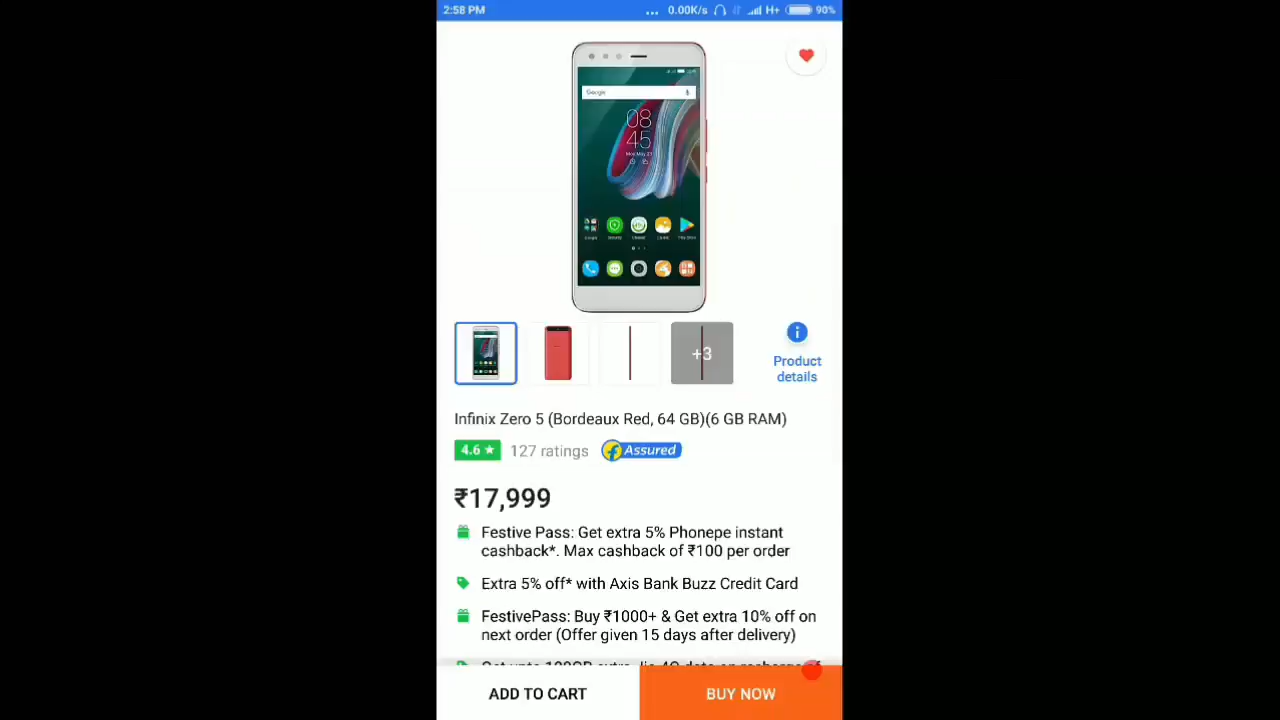 2:58 PM
... 0.00K/s H+ 90%
Google
08
45
+3
Product
details
Infinix Zero 5 (Bordeaux Red, 64 GB)(6 GB RAM)
4.6 ★ 127 ratings f Assured
₹17,999
Festive Pass: Get extra 5% Phonepe instant
cashback*. Max cashback of ₹100 per order
Extra 5% off* with Axis Bank Buzz Credit Card
FestivePass: Buy ₹1000+ & Get extra 10% off on
next order (Offer given 15 days after delivery)
ADD TO CART BUY NOW